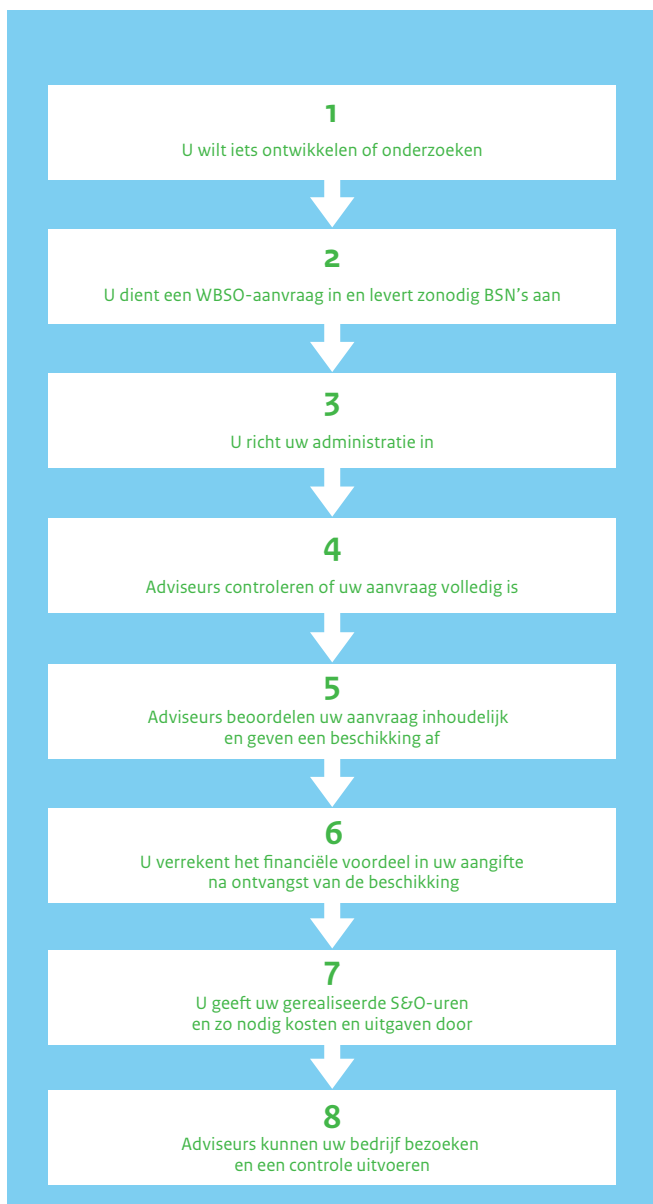 1
U wilt iets ontwikkelen of onderzoeken
2
U dient een WBSO-aanvraag in en levert zonodig BSN's aan
3
U richt uw administratie in
4
Adviseurs controleren of uw aanvraag volledig is
5
Adviseurs beoordelen uw aanvraag inhoudelijk
en geven een beschikking af
6
U verrekent het financiële voordeel in uw aangifte
na ontvangst van de beschikking
7
U geeft uw gerealiseerde S&O-uren
en zo nodig kosten en uitgaven door
8
Adviseurs kunnen uw bedrijf bezoeken
en een controle uitvoeren